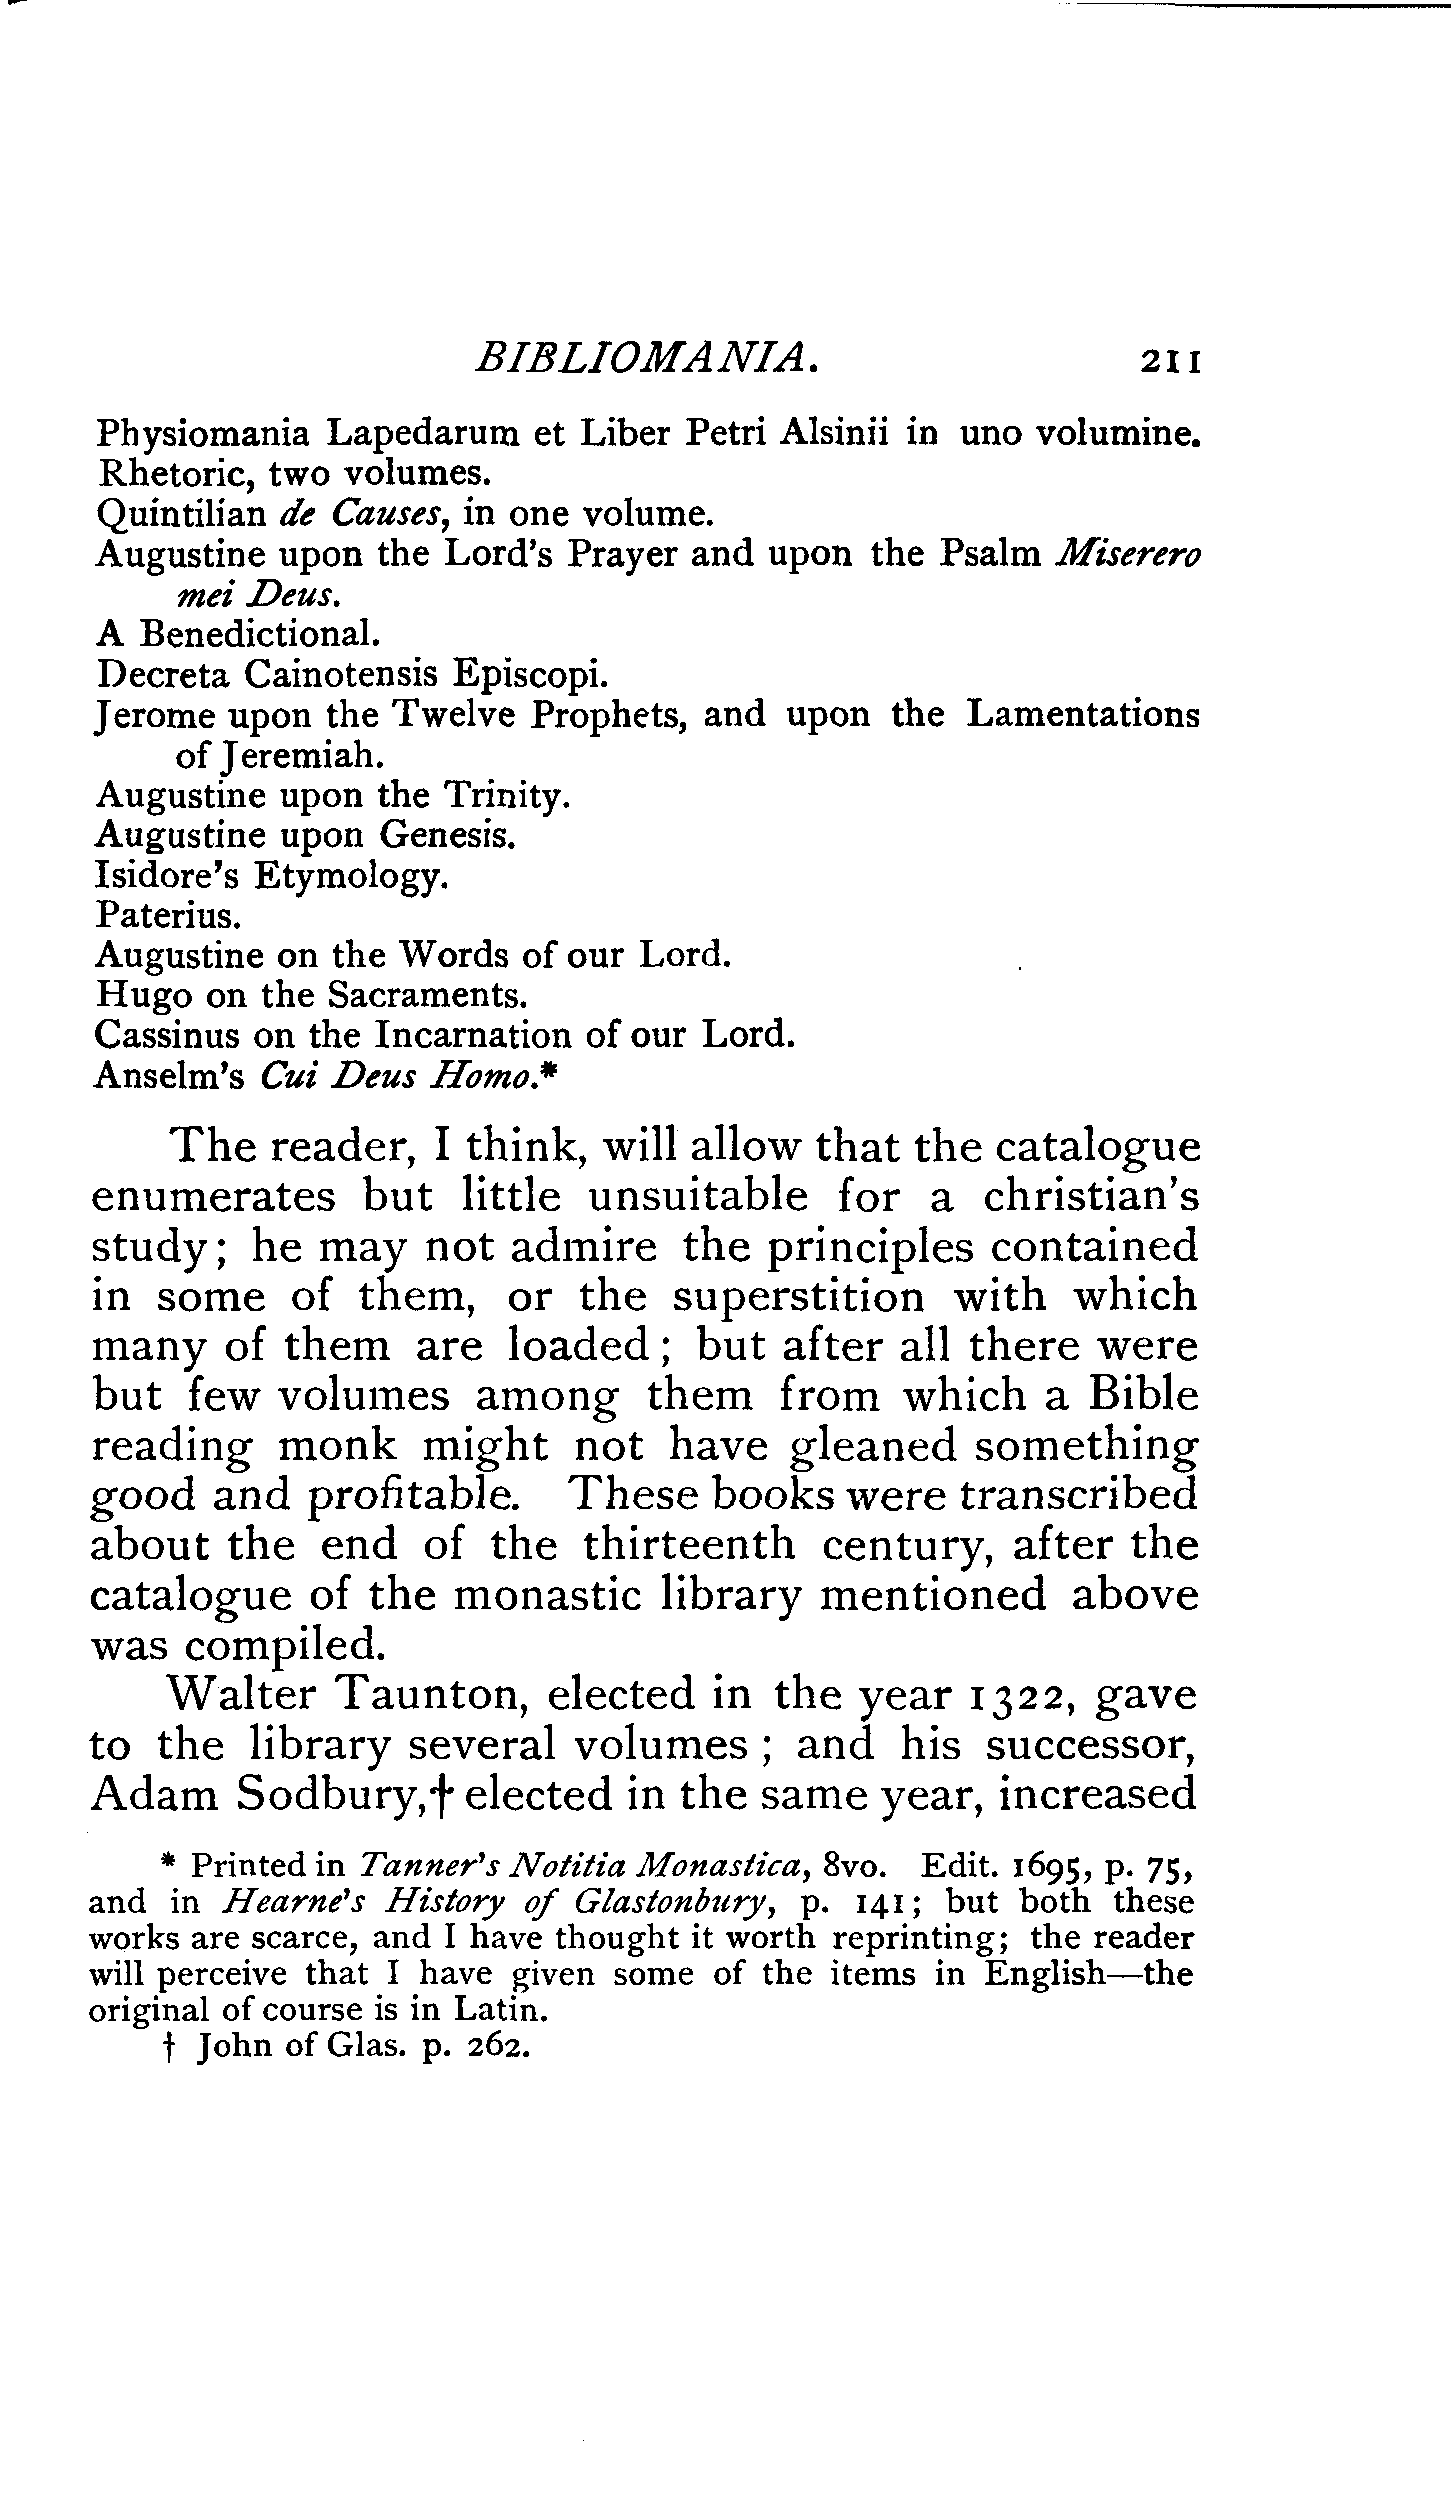 BIBLIOMANIA. 211
Physiomania Lapedarum et Liber Petri Alsinii in uno volumine.
Rhetoric, two volumes.
Quintilian de Causes, in one volume.
Augustine upon the Lord's Prayer and upon the Psalm Miserero
mei Deus.
A Benedictional.
Decreta Cainotensis Episcopi.
Jerome upon the Twelve Prophets, and upon the Lamentations
of Jeremiah.
Augustine upon the Trinity.
Augustine upon Genesis.
Isidore's Etymology.
Paterius.
Augustine on the Words of our Lord.
Hugo on the Sacraments.
Cassinus on the Incarnation of our Lord.
Anselm's Cui Deus Homo.*
The reader, I think, will allow that the catalogue
enumerates but little unsuitable for a christian's
study; he may not admire the principles contained
in some of them, or the superstition with which
many of them are loaded; but after all there were
but few volumes among them from which a Bible
reading monk might not have gleaned something
good and profitable. These books were transcribed
about the end of the thirteenth century, after the
catalogue of the monastic library mentioned above
was compiled.
Walter Taunton, elected in the year 1322, gave
to the library several volumes; and his successor,
Adam Sodbury,† elected in the same year, increased
* Printed in Tanner's Notitia Monastica, 8vo. Edit. 1695, p. 75,
and in Hearne's History of Glastonbury, p. 141; but both these
works are scarce, and I have thought it worth reprinting; the reader
will perceive that I have given some of the items in English—the
original of course is in Latin.
† John of Glas. p. 262.